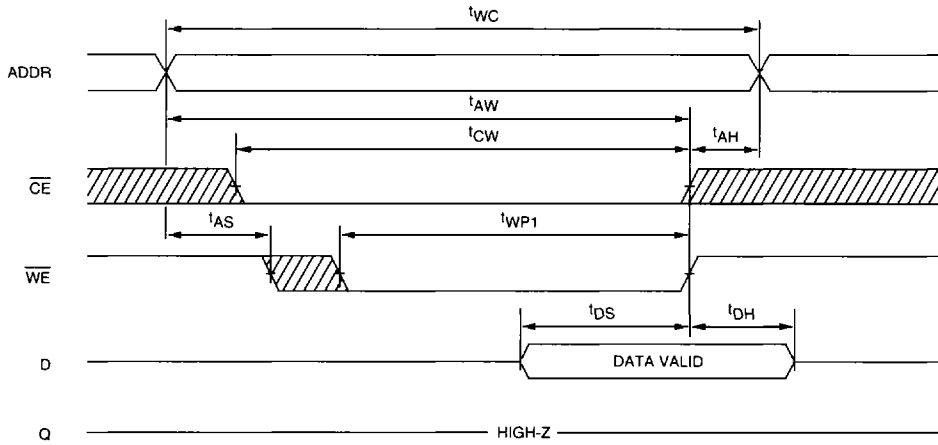 tWC
ADDR
tAW
tCW
tAH
CE
tAS
tWP1
WE
tDS
tDH
D
DATA VALID
Q
HIGH-Z